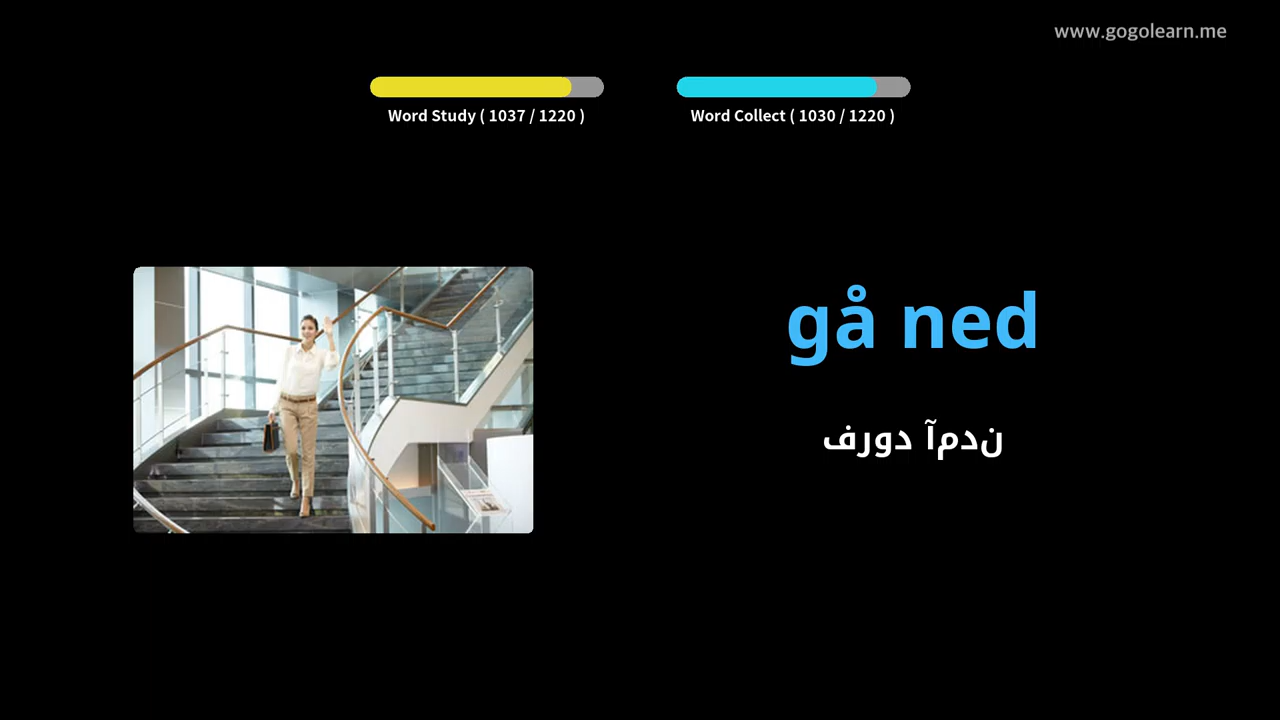 www.gogolearn.me
Word Study ( 1037 / 1220 )
Word Collect ( 1030 / 1220 )
gå ned
ندمآ دورف